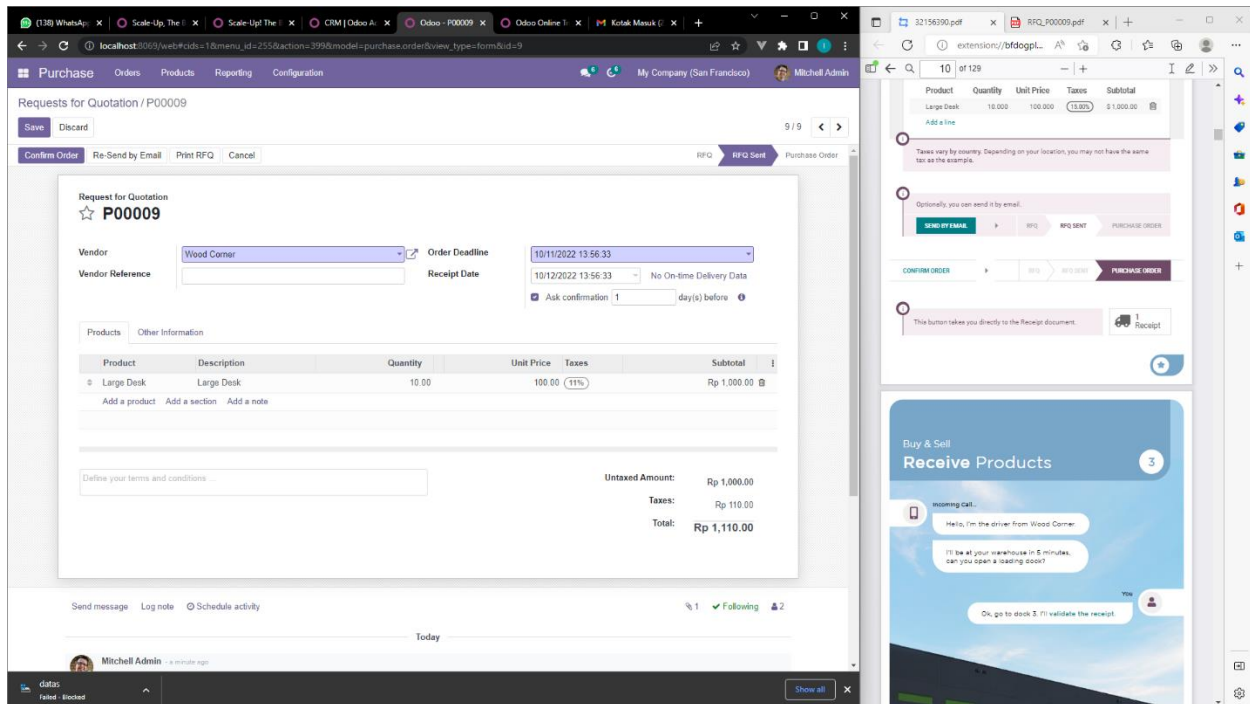 (138) WhatsAp
Scale-Up, The B
Scale-Up! The B
CRM | Odoo Ac
Odoo - P00009
Odoo Online Te
Kotak Masuk (2
localhost:8069/web#cids=1&menu_id=255&action=399&model=purchase.order&view_type=form&id=9
Purchase Orders Products Reporting Configuration
My Company (San Francisco) Mitchell Admin
Requests for Quotation / P00009
Save Discard
9 / 9
Confirm Order Re-Send by Email Print RFQ Cancel
RFQ RFQ Sent Purchase Order
Request for Quotation
P00009
Vendor Wood Corner
Order Deadline 10/11/2022 13:56:33
Vendor Reference
Receipt Date 10/12/2022 13:56:33 No On-time Delivery Data
Ask confirmation 1 day(s) before
Products Other Information
Product Description Quantity Unit Price Taxes Subtotal
Large Desk Large Desk 10.00 100.00 11% Rp 1,000.00
Add a product Add a section Add a note
Define your terms and conditions ...
Untaxed Amount: Rp 1,000.00
Taxes: Rp 110.00
Total: Rp 1,110.00
Send message Log note Schedule activity
1 Following 2
Today
Mitchell Admin - a minute ago
datas
Failed - Blocked
Show all
32156390.pdf
RFQ_P00009.pdf
extension://bfdogpl...
10 of 129
Product Quantity Unit Price Taxes Subtotal
Large Desk 10.000 100.000 15.00% $ 1,000.00
Add a line
Taxes vary by country. Depending on your location, you may not have the same
tax as the example.
Optionally, you can send it by email.
SEND BY EMAIL RFQ RFQ SENT PURCHASE ORDER
CONFIRM ORDER RFQ RFQ SENT PURCHASE ORDER
This button takes you directly to the Receipt document.
1
Receipt
Buy & Sell
Receive Products
3
Incoming Call...
Hello, I'm the driver from Wood Corner
I'll be at your warehouse in 5 minutes,
can you open a loading dock?
You
Ok, go to dock 3. I'll validate the receipt.